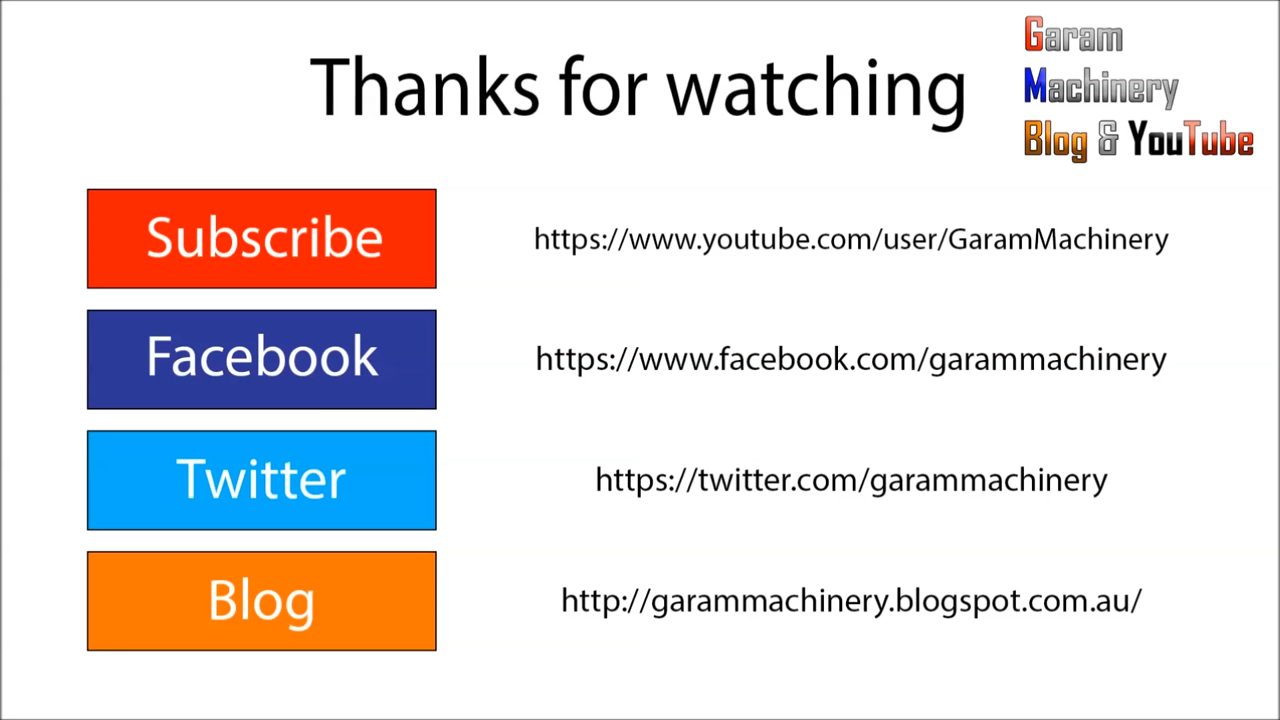 Thanks for watching
Garam
Machinery
Blog & YouTube
Subscribe
https://www.youtube.com/user/GaramMachinery
Facebook
https://www.facebook.com/garammachinery
Twitter
https://twitter.com/garammachinery
Blog
http://garammachinery.blogspot.com.au/